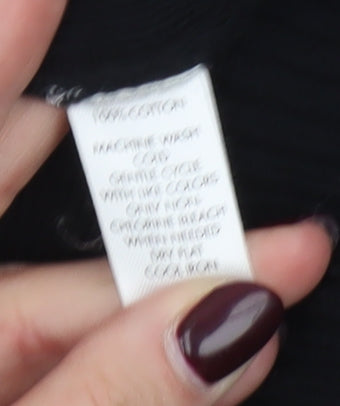 100% COTTON
MACHINE WASH
COLD
GENTLE CYCLE
WITH LIKE COLORS
ONLY NON-
CHLORINE BLEACH
WHEN NEEDED
DRY FLAT
COOL IRON